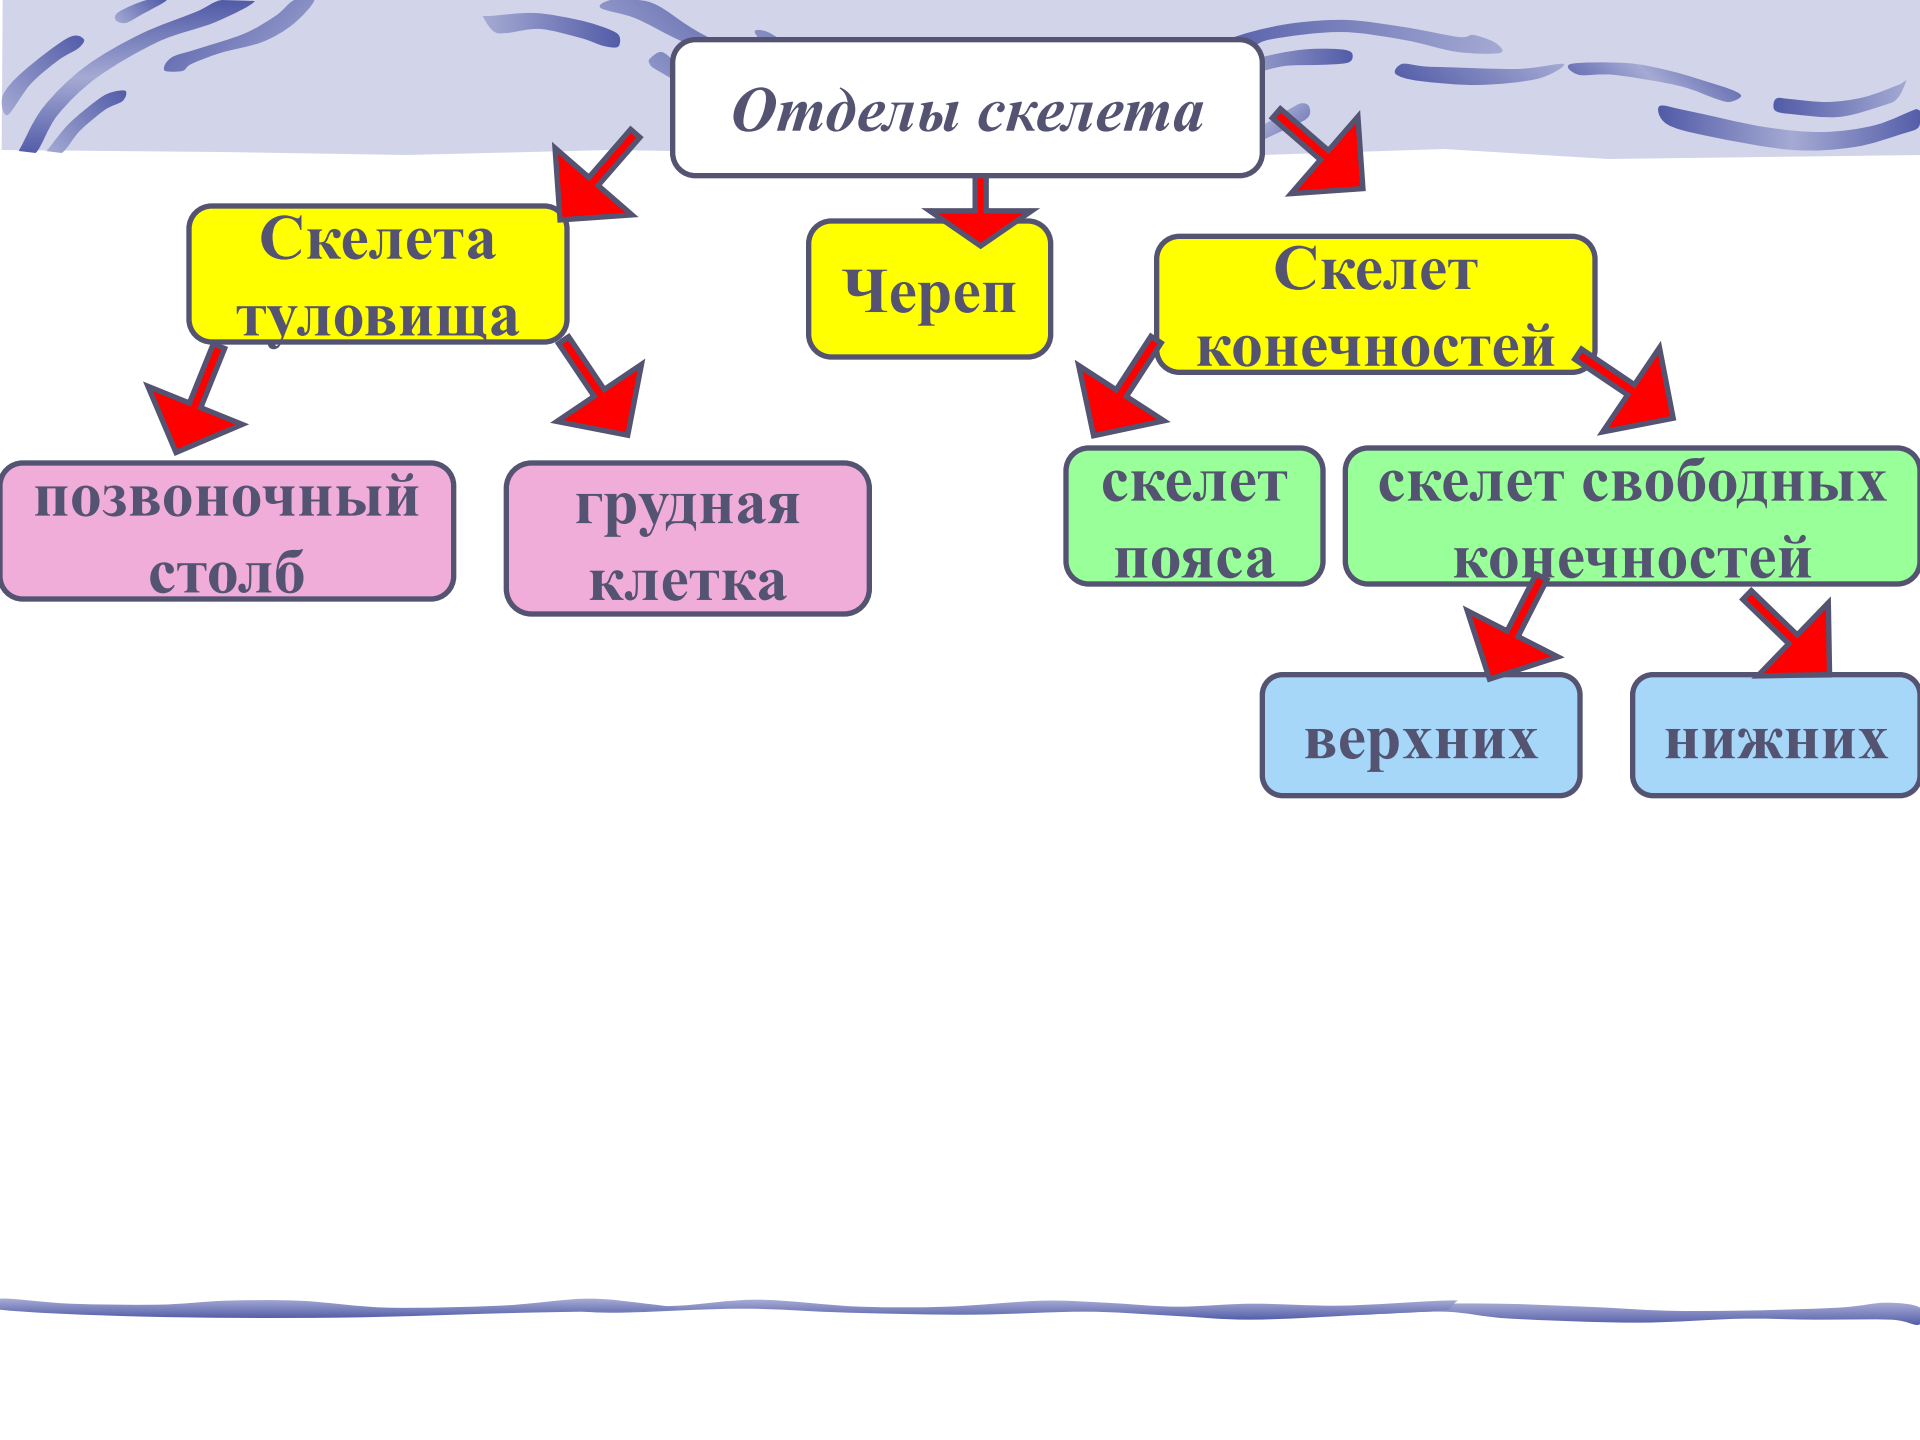 Отделы скелета
Скелета
туловища
Череп
Скелет
конечностей
позвоночный
столб
грудная
клетка
скелет
пояса
скелет свободных
конечностей
верхних
нижних